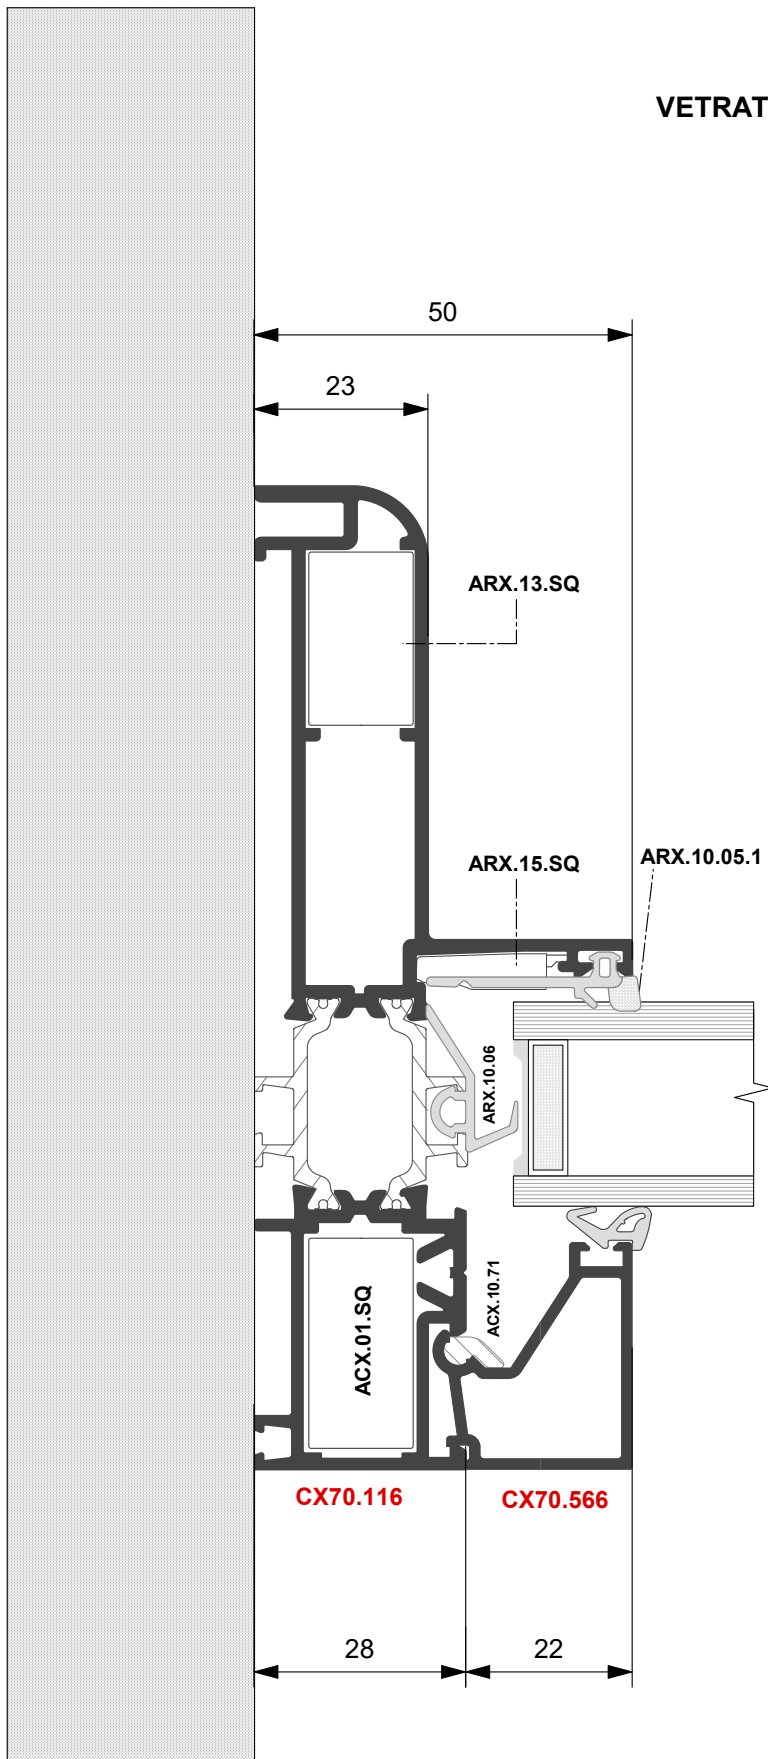 VETRAT
50
23
ARX.13.SQ
ARX.15.SQ
ARX.10.05.1
ARX.10.06
ACX.10.71
ACX.01.SQ
CX70.116
CX70.566
28
22